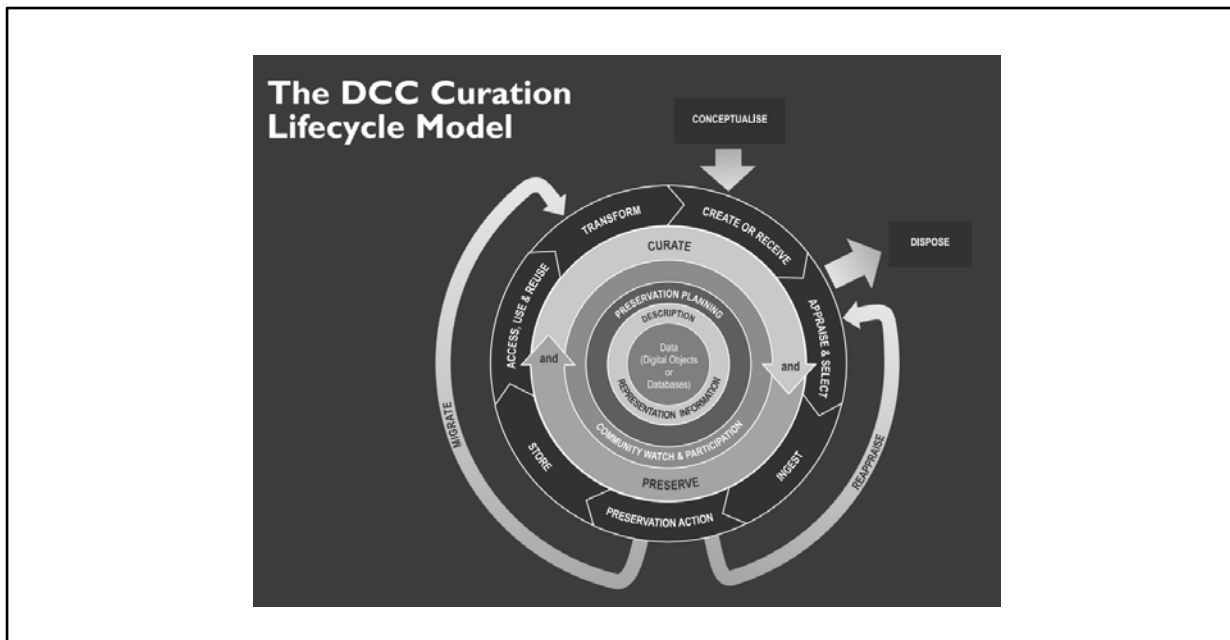 The DCC Curation
Lifecycle Model
CONCEPTUALISE
DISPOSE
TRANSFORM
CREATE OR RECEIVE
APPRAISE & SELECT
INGEST
PRESERVATION ACTION
STORE
ACCESS, USE & REUSE
MIGRATE
REAPPRAISE
CURATE
and
and
PRESERVE
PRESERVATION PLANNING
COMMUNITY WATCH & PARTICIPATION
DESCRIPTION
REPRESENTATION INFORMATION
Data
(Digital Objects
or
Databases)